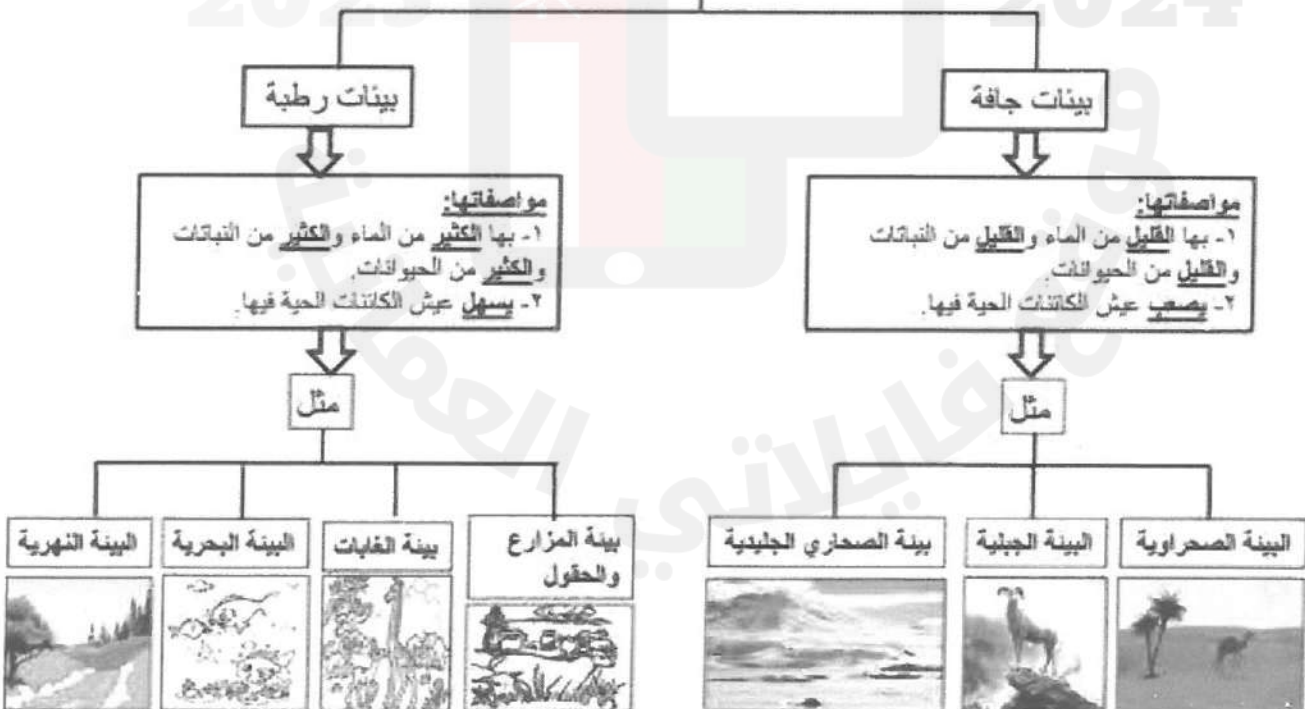 2023
2024
بيئات جافة
مواصفاتها:
١- بها القليل من الماء والقليل من النباتات
والقليل من الحيوانات.
٢- يصعب عيش الكائنات الحية فيها.
مثل
البيئة الصحراوية
البيئة الجبلية
بيئة الصحاري الجليدية
بيئات رطبة
مواصفاتها:
١- بها الكثير من الماء والكثير من النباتات
والكثير من الحيوانات.
٢- يسهل عيش الكائنات الحية فيها.
مثل
بيئة المزارع
والحقول
بيئة الغابات
البيئة البحرية
البيئة النهرية
فايلاتي